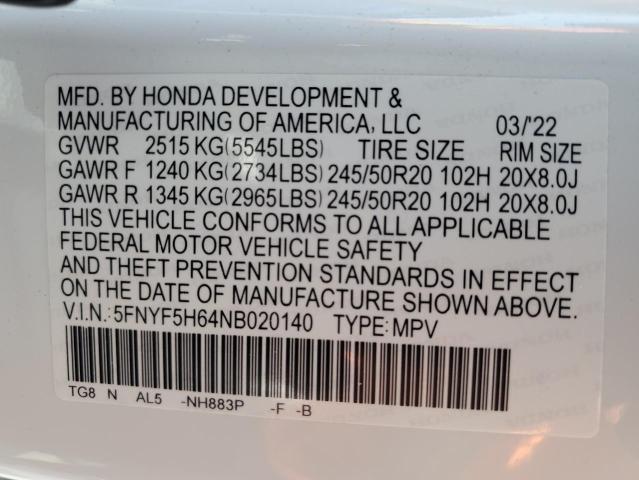 MFD. BY HONDA DEVELOPMENT &
MANUFACTURING OF AMERICA, LLC 03/'22
GVWR 2515 KG(5545LBS) TIRE SIZE RIM SIZE
GAWR F 1240 KG(2734LBS) 245/50R20 102H 20X8.0J
GAWR R 1345 KG(2965LBS) 245/50R20 102H 20X8.0J
THIS VEHICLE CONFORMS TO ALL APPLICABLE
FEDERAL MOTOR VEHICLE SAFETY
AND THEFT PREVENTION STANDARDS IN EFFECT
ON THE DATE OF MANUFACTURE SHOWN ABOVE.
V.I.N.:5FNYF5H64NB020140 TYPE:MPV
TG8 N AL5 -NH883P -F -B